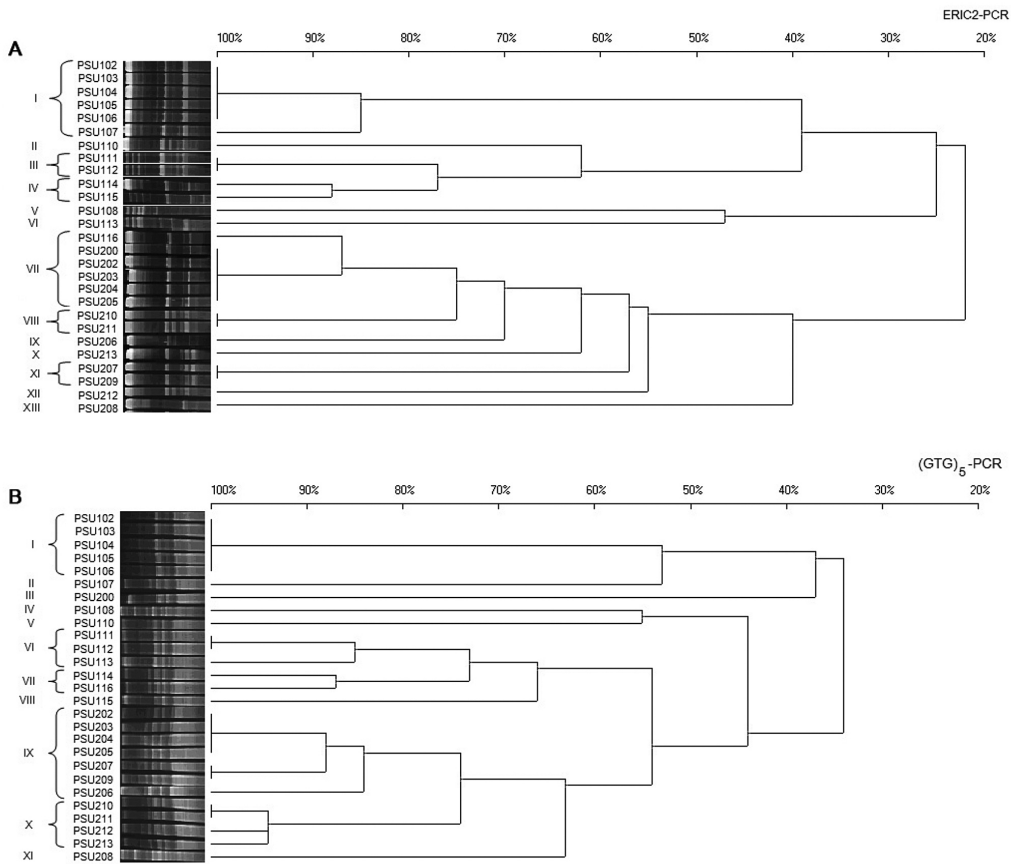 ERIC2-PCR
A
100% 90% 80% 70% 60% 50% 40% 30% 20%
PSU102
PSU103
PSU104
I PSU105
PSU106
PSU107
II PSU110
PSU111
III PSU112
IV PSU114
PSU115
V PSU108
VI PSU113
PSU116
PSU200
PSU202
VII PSU203
PSU204
PSU205
PSU210
VIII PSU211
IX PSU206
X PSU213
PSU207
XI PSU209
XII PSU212
XIII PSU208
(GTG)5-PCR
B
100% 90% 80% 70% 60% 50% 40% 30% 20%
PSU102
PSU103
I PSU104
PSU105
PSU106
II PSU107
III PSU200
IV PSU108
V PSU110
PSU111
VI PSU112
PSU113
PSU114
VII PSU116
VIII PSU115
PSU202
PSU203
PSU204
IX PSU205
PSU207
PSU209
PSU206
PSU210
PSU211
X PSU212
PSU213
XI PSU208